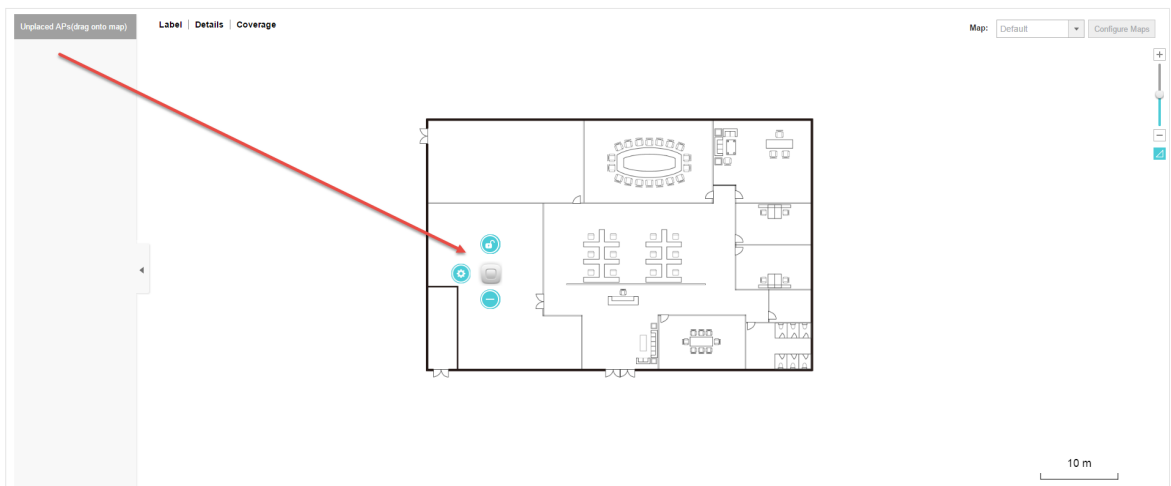 Unplaced APs(drag onto map)
Label | Details | Coverage
Map: Default Configure Maps
10 m